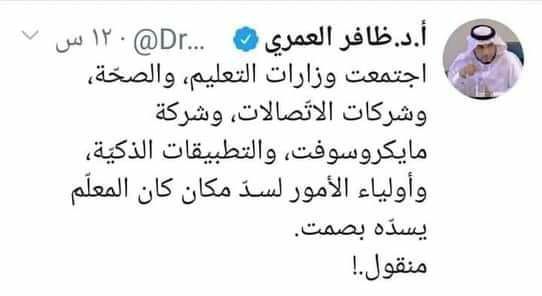 أ.د.ظافر العمري @Dr... · ١٢ س
اجتمعت وزارات التعليم، والصحّة،
وشركات الاتّصالات، وشركة
مايكروسوفت، والتطبيقات الذكيّة،
وأولياء الأمور لسـدّ مكان كان المعلّم
يسدّه بصمت.
منقول.!